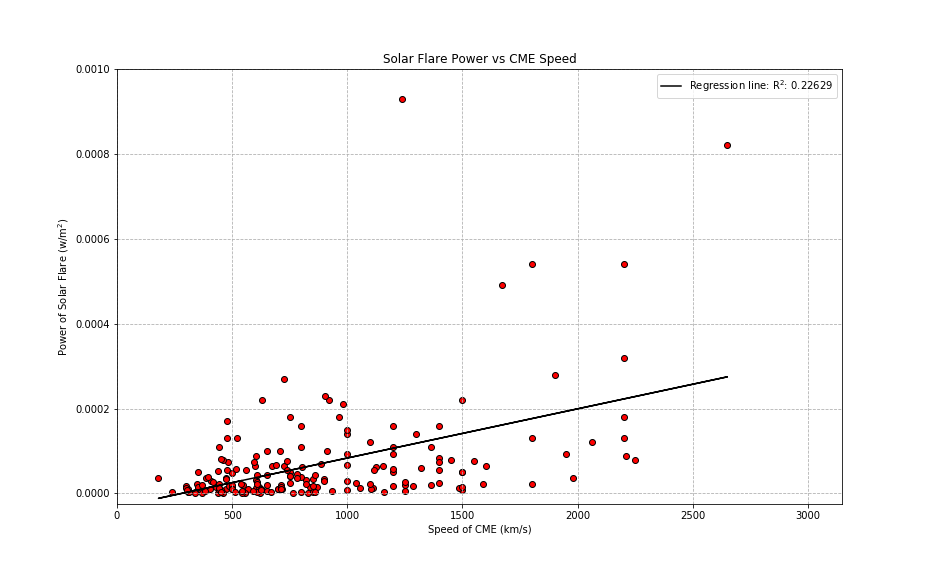 Solar Flare Power vs CME Speed
Regression line: R²: 0.22629
0.0010
0.0008
0.0006
0.0004
0.0002
0.0000
Power of Solar Flare (w/m²)
0 500 1000 1500 2000 2500 3000
Speed of CME (km/s)